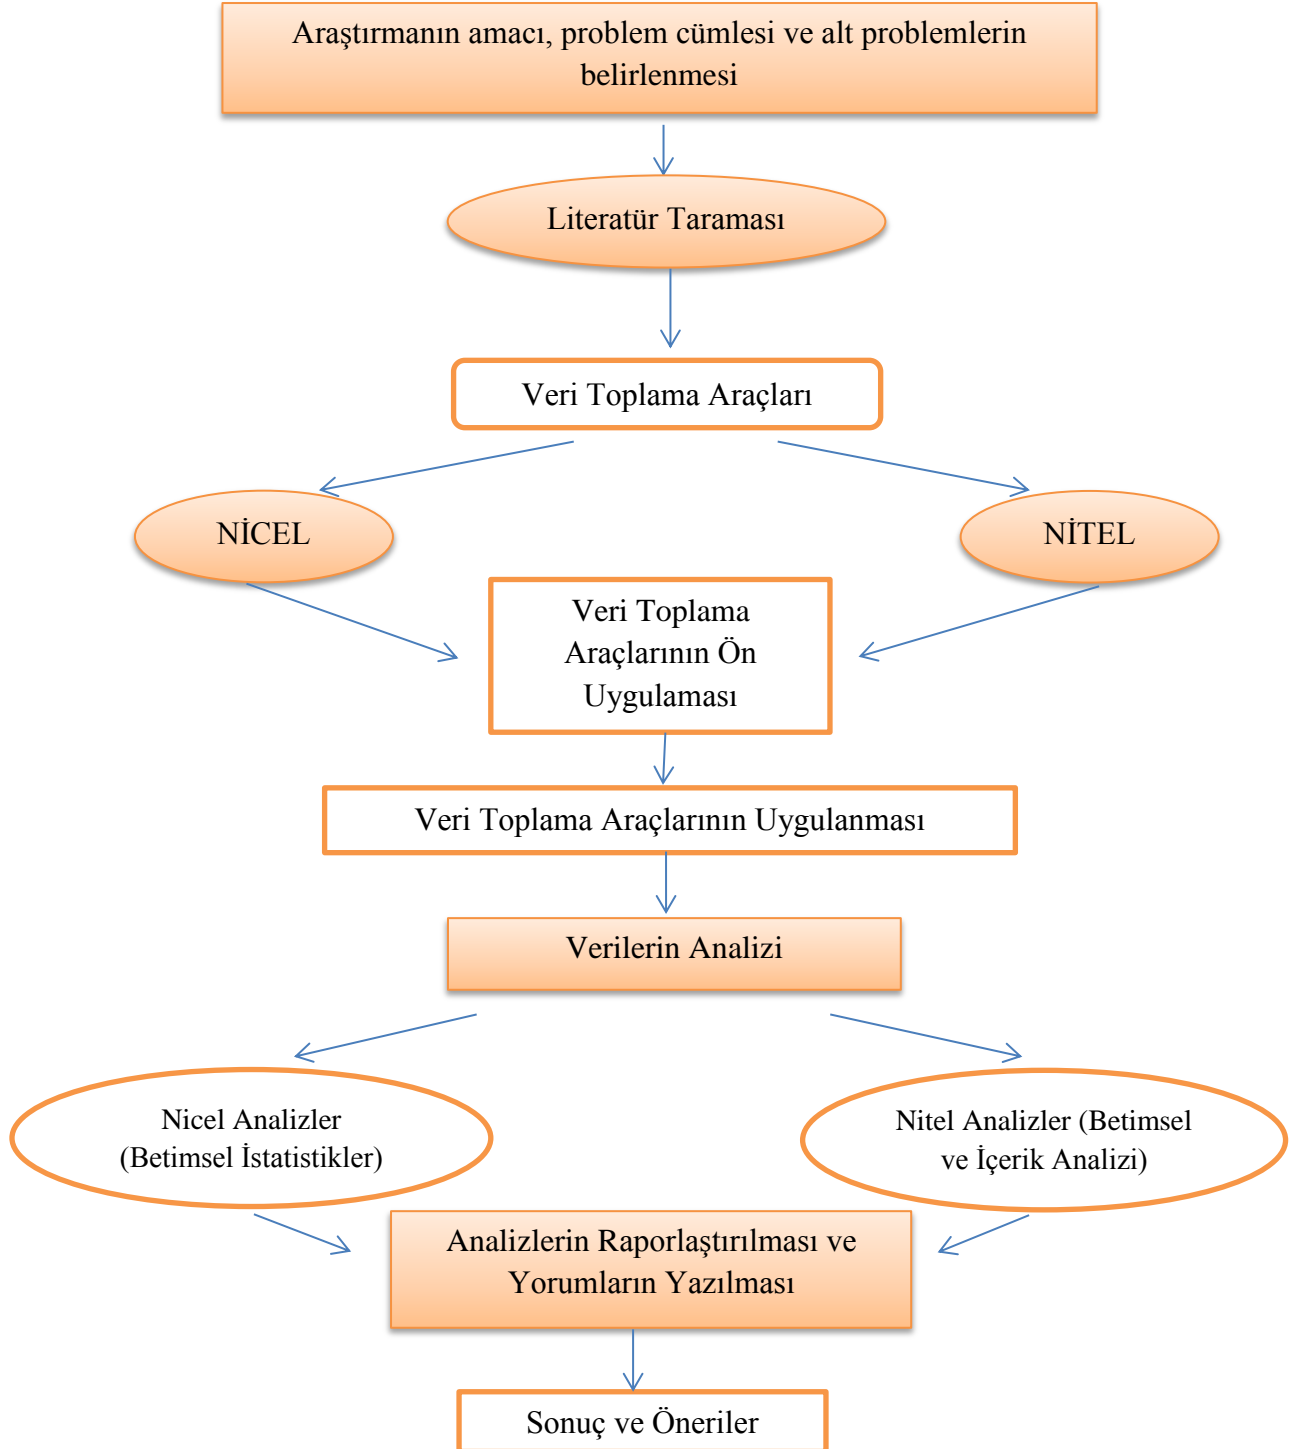 Araştırmanın amacı, problem cümlesi ve alt problemlerin
belirlenmesi
Literatür Taraması
Veri Toplama Araçları
NİCEL
NİTEL
Veri Toplama
Araçlarının Ön
Uygulaması
Veri Toplama Araçlarının Uygulanması
Verilerin Analizi
Nicel Analizler
(Betimsel İstatistikler)
Nitel Analizler (Betimsel
ve İçerik Analizi)
Analizlerin Raporlaştırılması ve
Yorumların Yazılması
Sonuç ve Öneriler